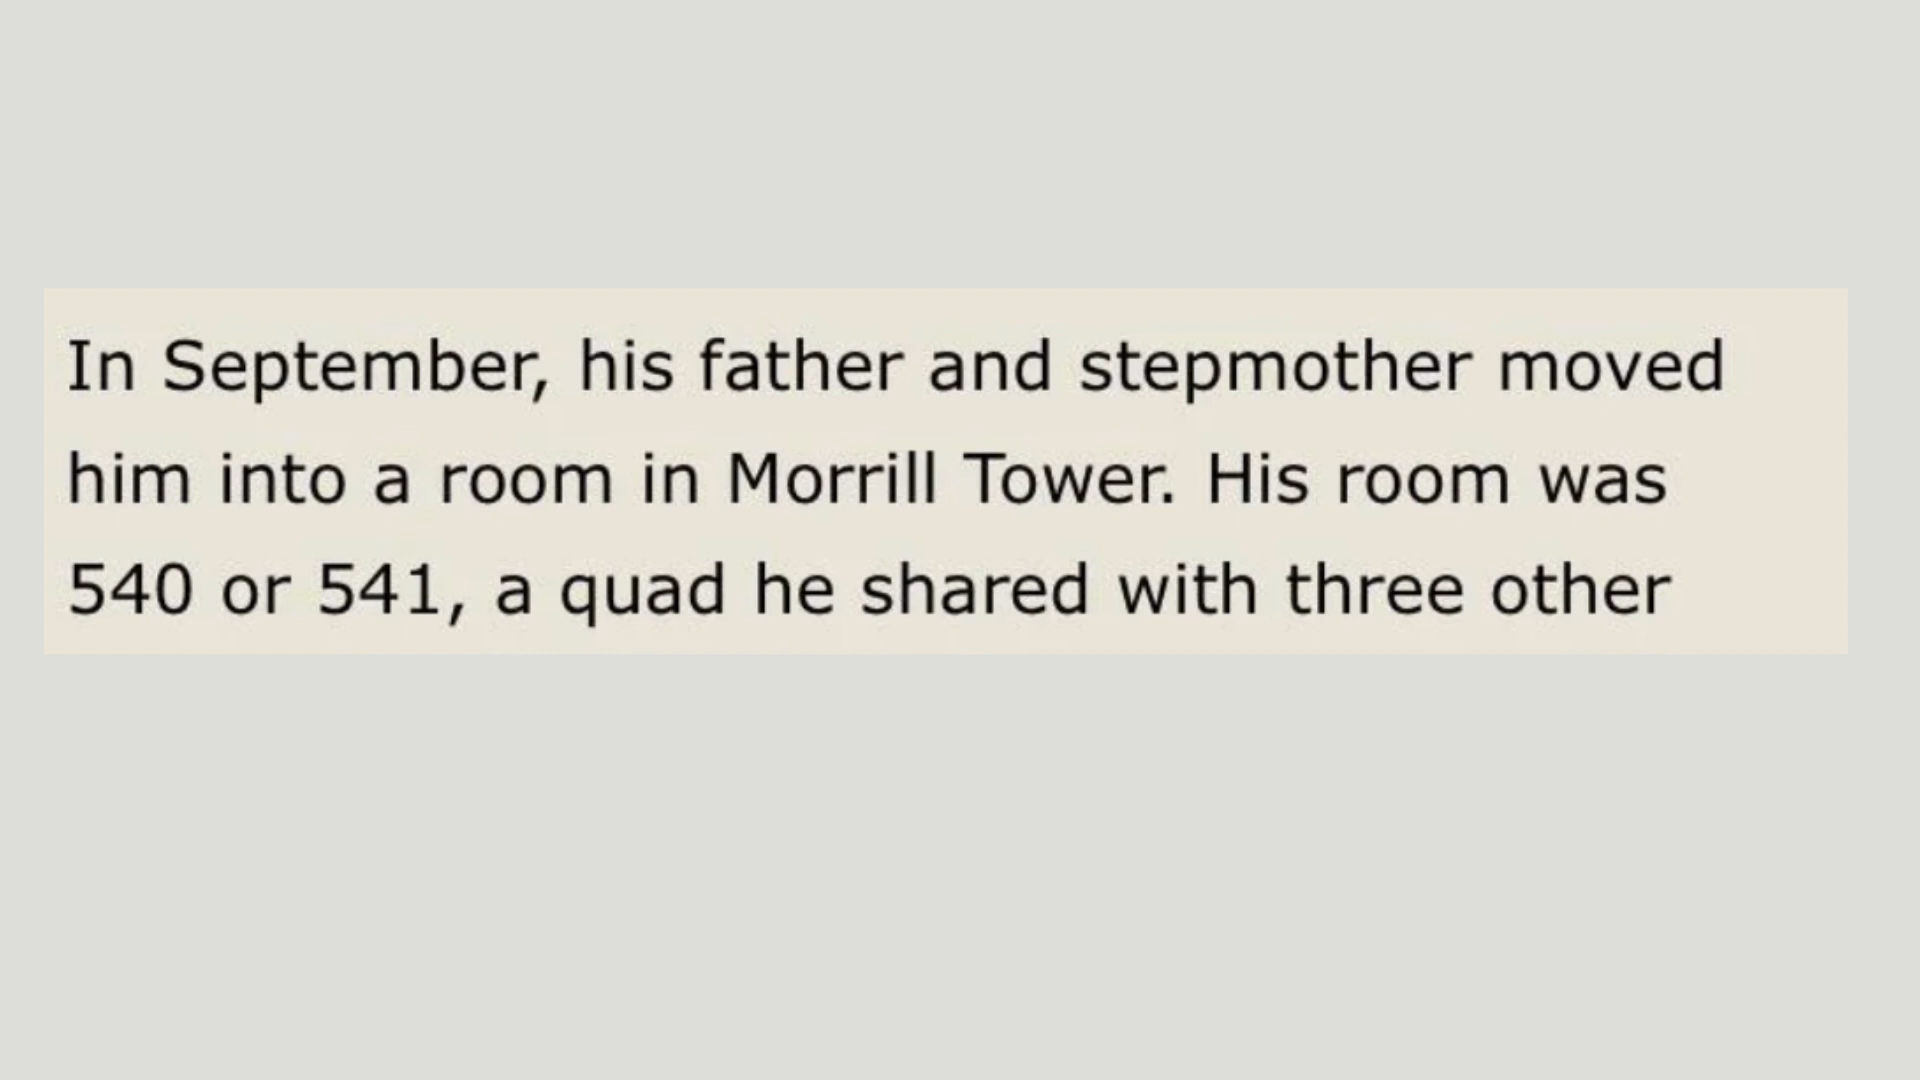 In September, his father and stepmother moved
him into a room in Morrill Tower. His room was
540 or 541, a quad he shared with three other